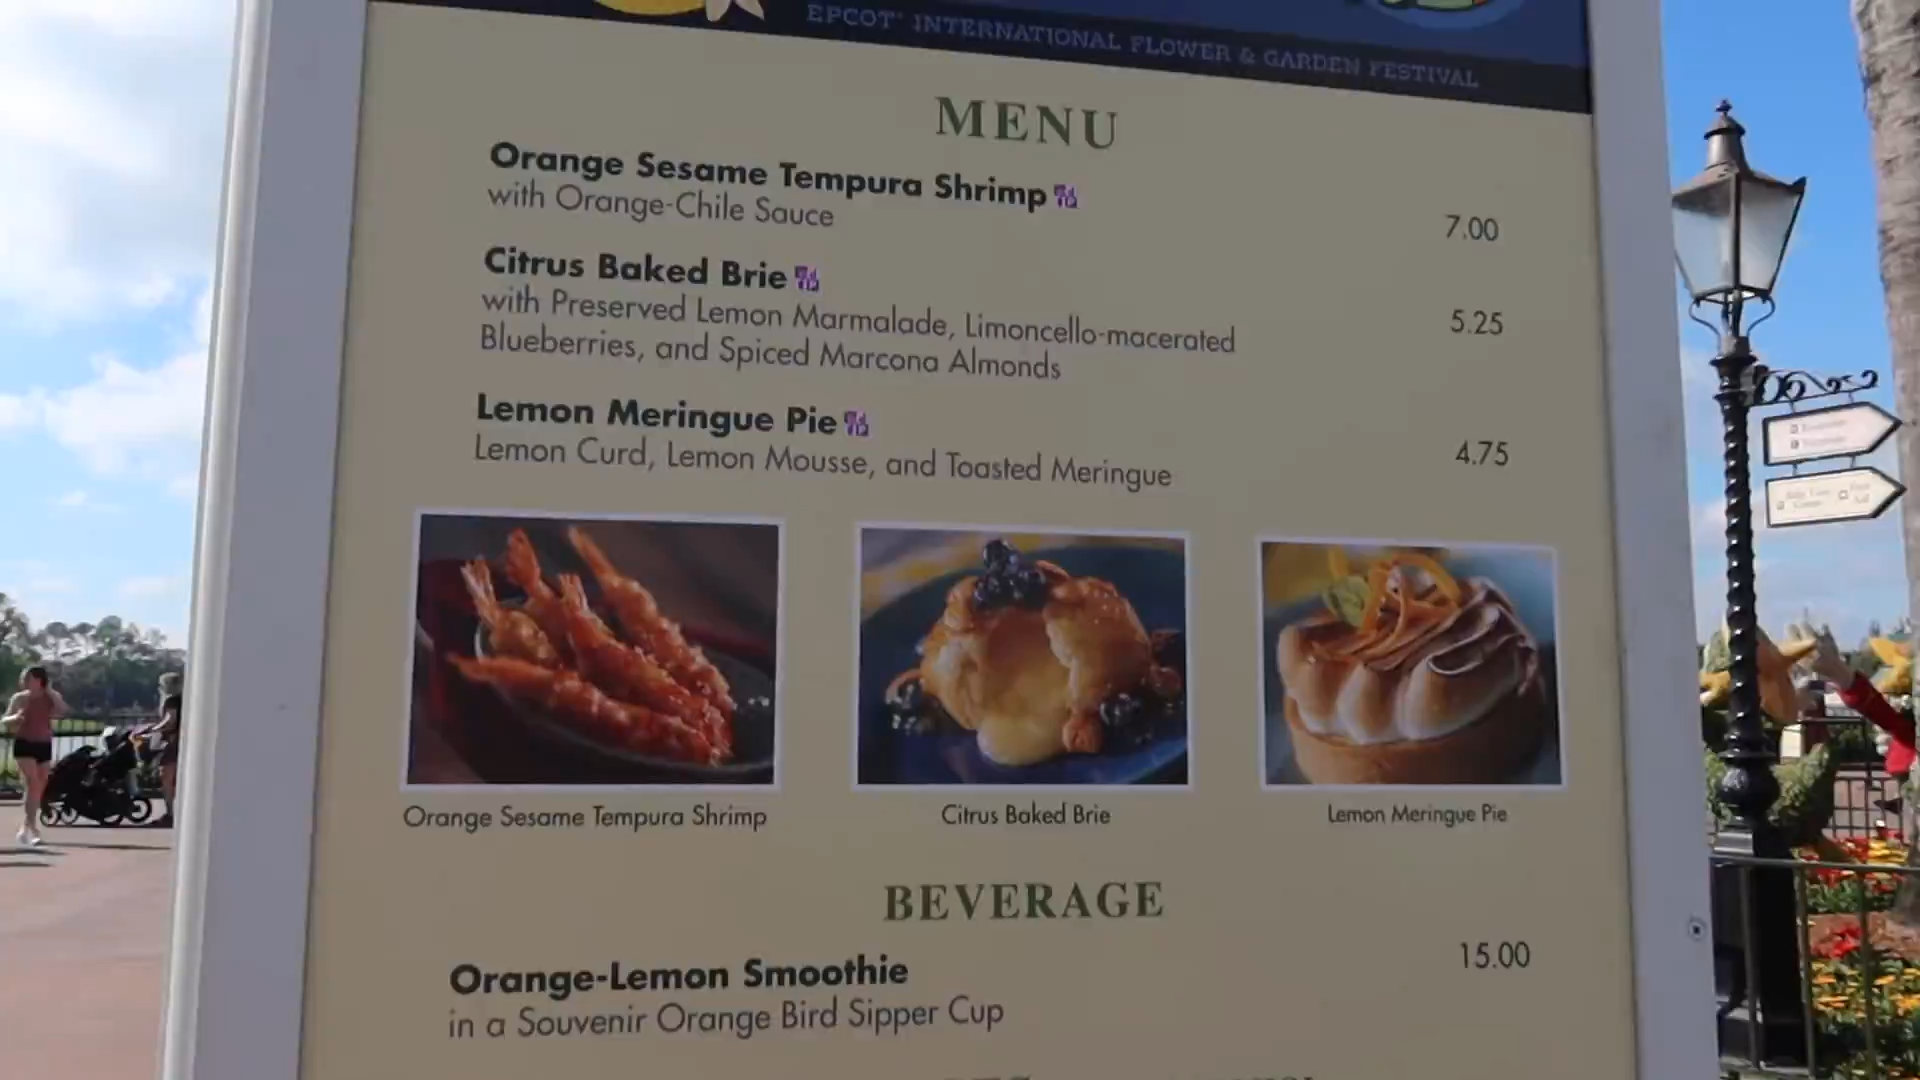 EPCOT® INTERNATIONAL FLOWER & GARDEN FESTIVAL
MENU
Orange Sesame Tempura Shrimp
with Orange-Chile Sauce
7.00
Citrus Baked Brie
with Preserved Lemon Marmalade, Limoncello-macerated
Blueberries, and Spiced Marcona Almonds
5.25
Lemon Meringue Pie
Lemon Curd, Lemon Mousse, and Toasted Meringue
4.75
Orange Sesame Tempura Shrimp
Citrus Baked Brie
Lemon Meringue Pie
BEVERAGE
Orange-Lemon Smoothie
in a Souvenir Orange Bird Sipper Cup
15.00